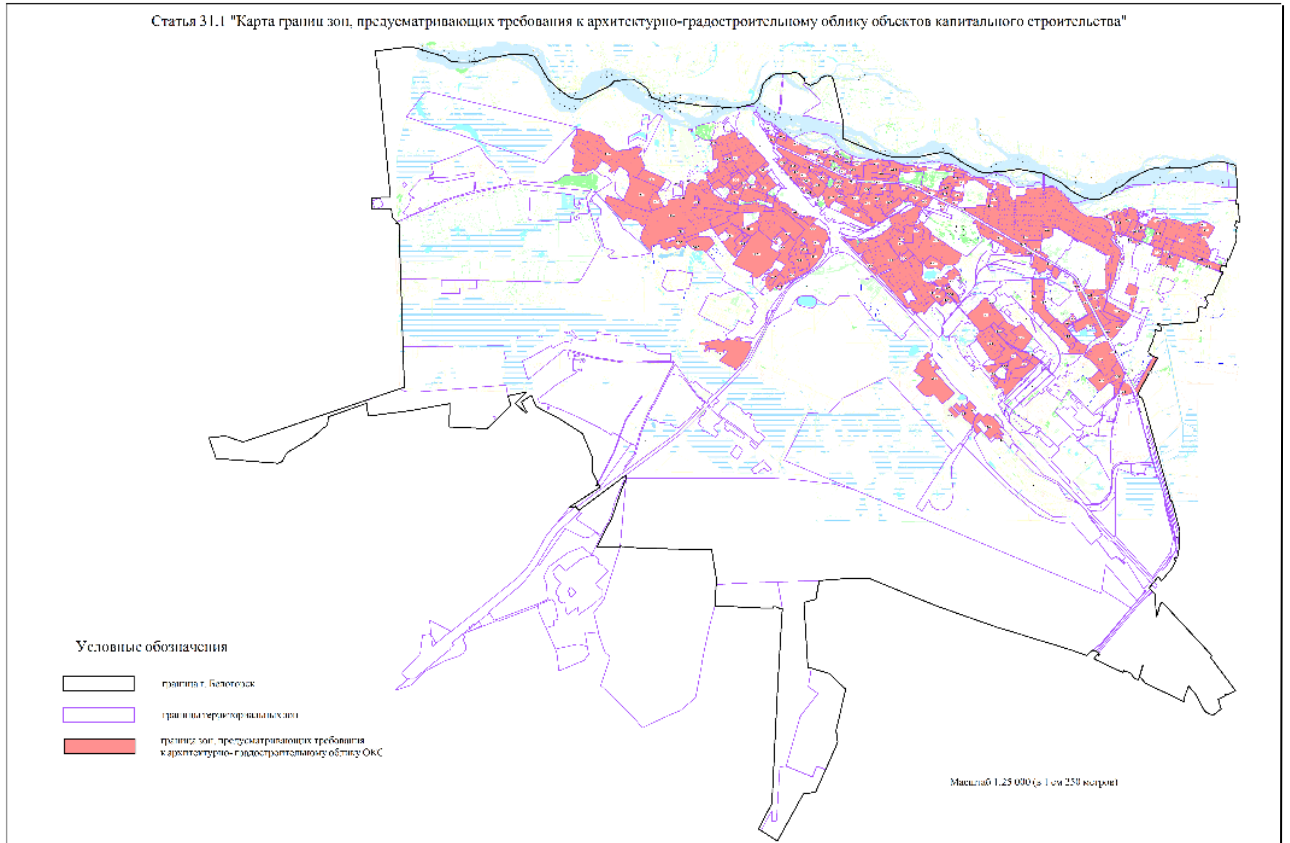 Статья 31.1 "Карта границ зон, предусматривающих требования к архитектурно-градостроительному облику объектов капитального строительства"
Условные обозначения
граница г. Белогорск
границы территориальных зон
граница зон, предусматривающих требования
к архитектурно-градостроительному облику ОКС
Масштаб 1:25 000 (в 1 см 250 метров)